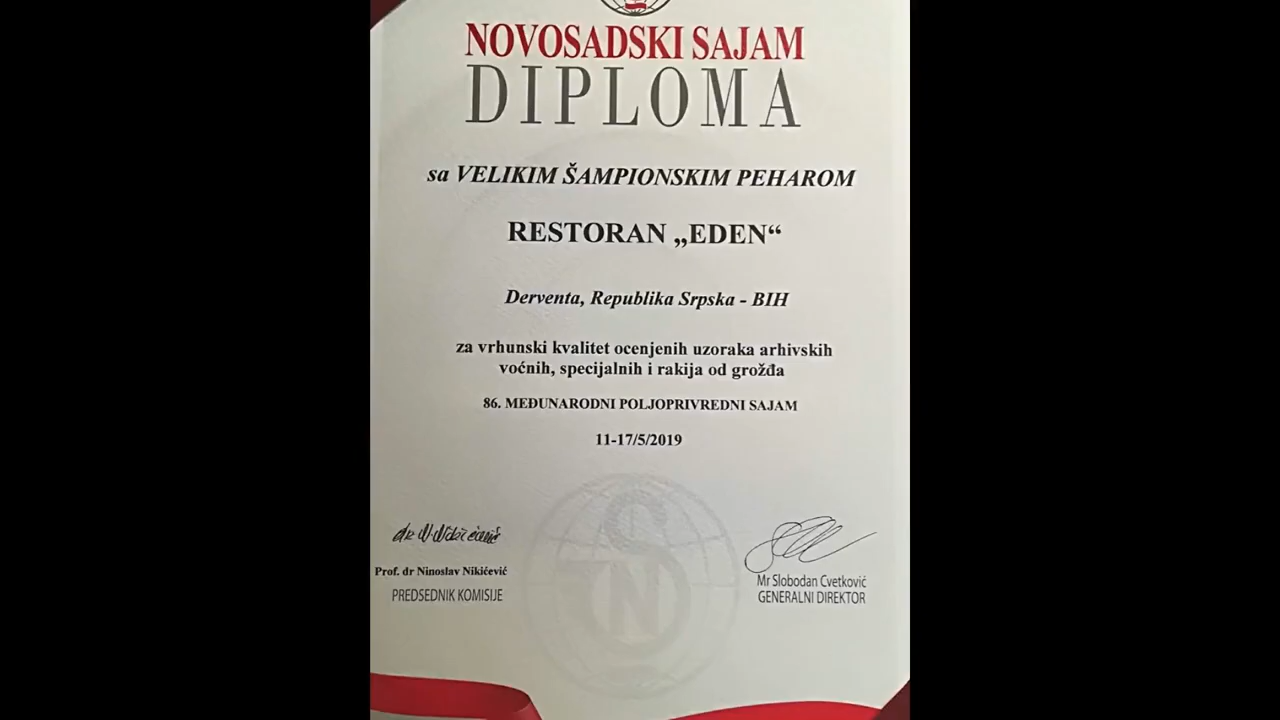 NOVOSADSKI SAJAM
DIPLOMA
sa VELIKIM ŠAMPIONSKIM PEHAROM
RESTORAN „EDEN“
Derventa, Republika Srpska - BIH
za vrhunski kvalitet ocenjenih uzoraka arhivskih
voćnih, specijalnih i rakija od grožđa
86. MEĐUNARODNI POLJOPRIVREDNI SAJAM
11-17/5/2019
Prof. dr Ninoslav Nikićević
PREDSEDNIK KOMISIJE
Mr Slobodan Cvetković
GENERALNI DIREKTOR